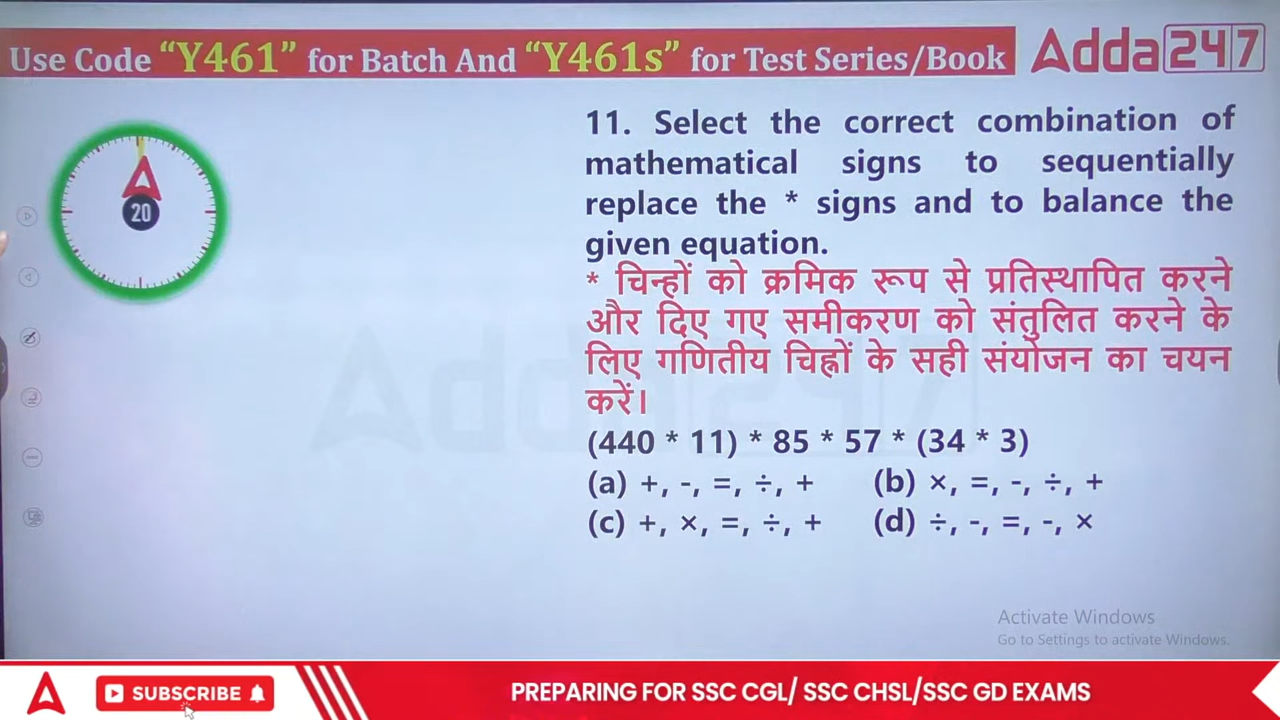 Use Code “Y461” for Batch And “Y461s” for Test Series/Book
Adda247
20
11. Select the correct combination of
mathematical signs to sequentially
replace the * signs and to balance the
given equation.
* चिन्हों को क्रमिक रूप से प्रतिस्थापित करने
और दिए गए समीकरण को संतुलित करने के
लिए गणितीय चिह्नों के सही संयोजन का चयन
करें।
(440 * 11) * 85 * 57 * (34 * 3)
(a) +, -, =, ÷, + (b) ×, =, -, ÷, +
(c) +, ×, =, ÷, + (d) ÷, -, =, -, ×
Activate Windows
Go to Settings to activate Windows.
SUBSCRIBE
PREPARING FOR SSC CGL/ SSC CHSL/SSC GD EXAMS